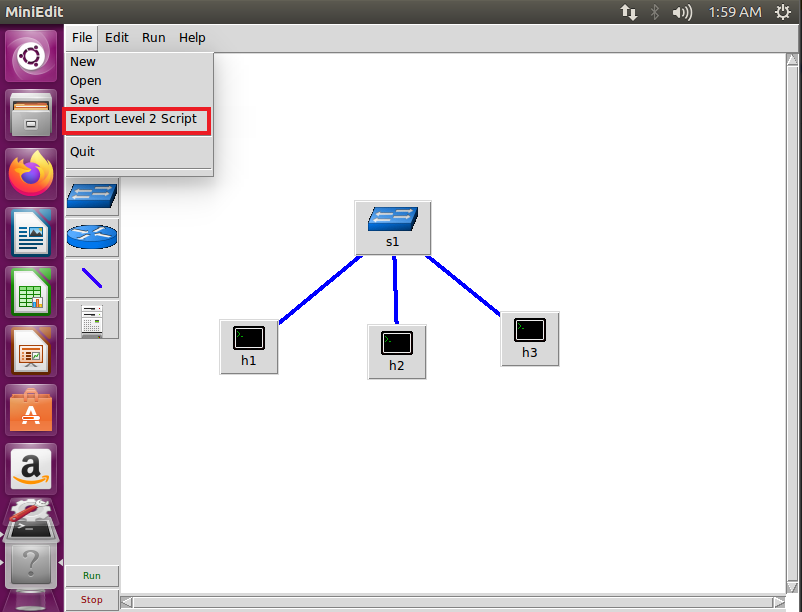 MiniEdit
1:59 AM
File Edit Run Help
New
Open
Save
Export Level 2 Script
Quit
s1
h1
h2
h3
Run
Stop